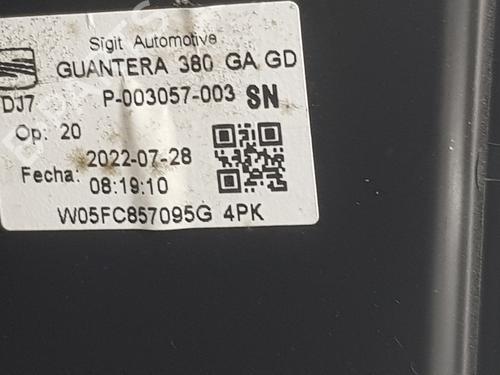 Sigit Automotive
GUANTERA 380 GA GD
DJ7 P-003057-003 SN
Op: 20
2022-07-28
Fecha:
08:19:10
W05FC857095G 4PK